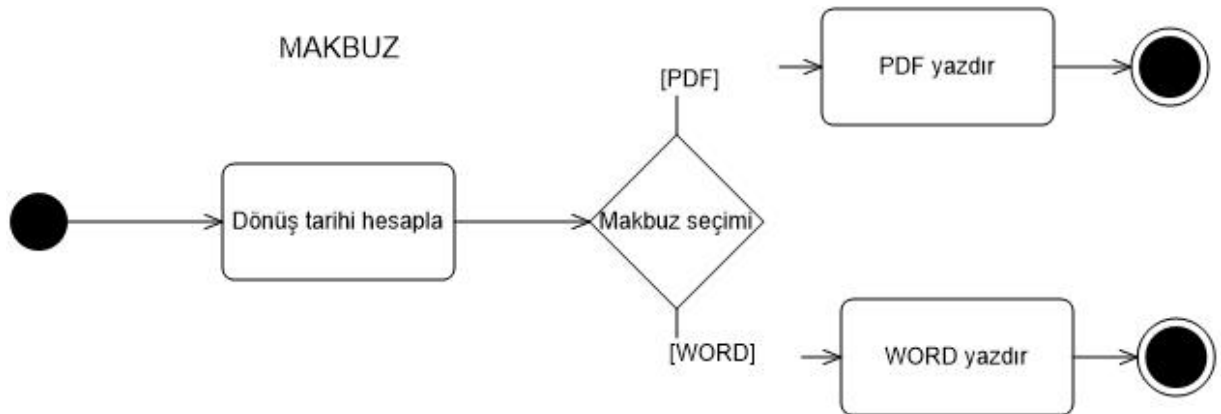 MAKBUZ
[PDF]
PDF yazdır
Dönüş tarihi hesapla
Makbuz seçimi
[WORD]
WORD yazdır